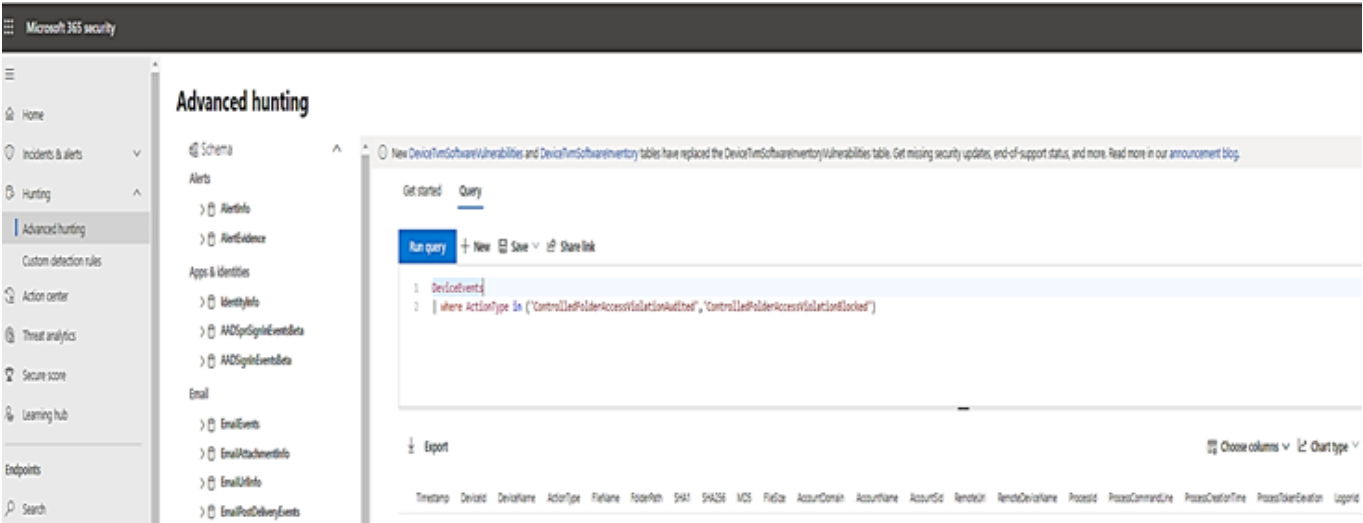 Microsoft 365 security
Home
Incidents & alerts
Hunting
Advanced hunting
Custom detection rules
Action center
Threat analytics
Secure score
Learning hub
Endpoints
Search
Advanced hunting
Schema
Alerts
AlertInfo
AlertEvidence
Apps & identities
IdentityInfo
AADSpnSignInEventsBeta
AADSignInEventsBeta
Email
EmailEvents
EmailAttachmentInfo
EmailUrlInfo
EmailPostDeliveryEvents
New DeviceTvmSoftwareVulnerabilities and DeviceTvmSoftwareInventory tables have replaced the DeviceTvmSoftwareInventoryVulnerabilities table. Get missing security updates, end-of-support status, and more. Read more in our announcement blog.
Get started Query
Run query New Save Share link
1 DeviceEvents
2 | where ActionType in ('ControlledFolderAccessViolationAudited','ControlledFolderAccessViolationBlocked')
Export Choose columns Chart type
Timestamp DeviceId DeviceName ActionType FileName FolderPath SHA1 SHA256 MD5 FileSize AccountDomain AccountName AccountSid RemoteUrl RemoteDeviceName ProcessId ProcessCommandLine ProcessCreationTime ProcessTokenElevation LogonId